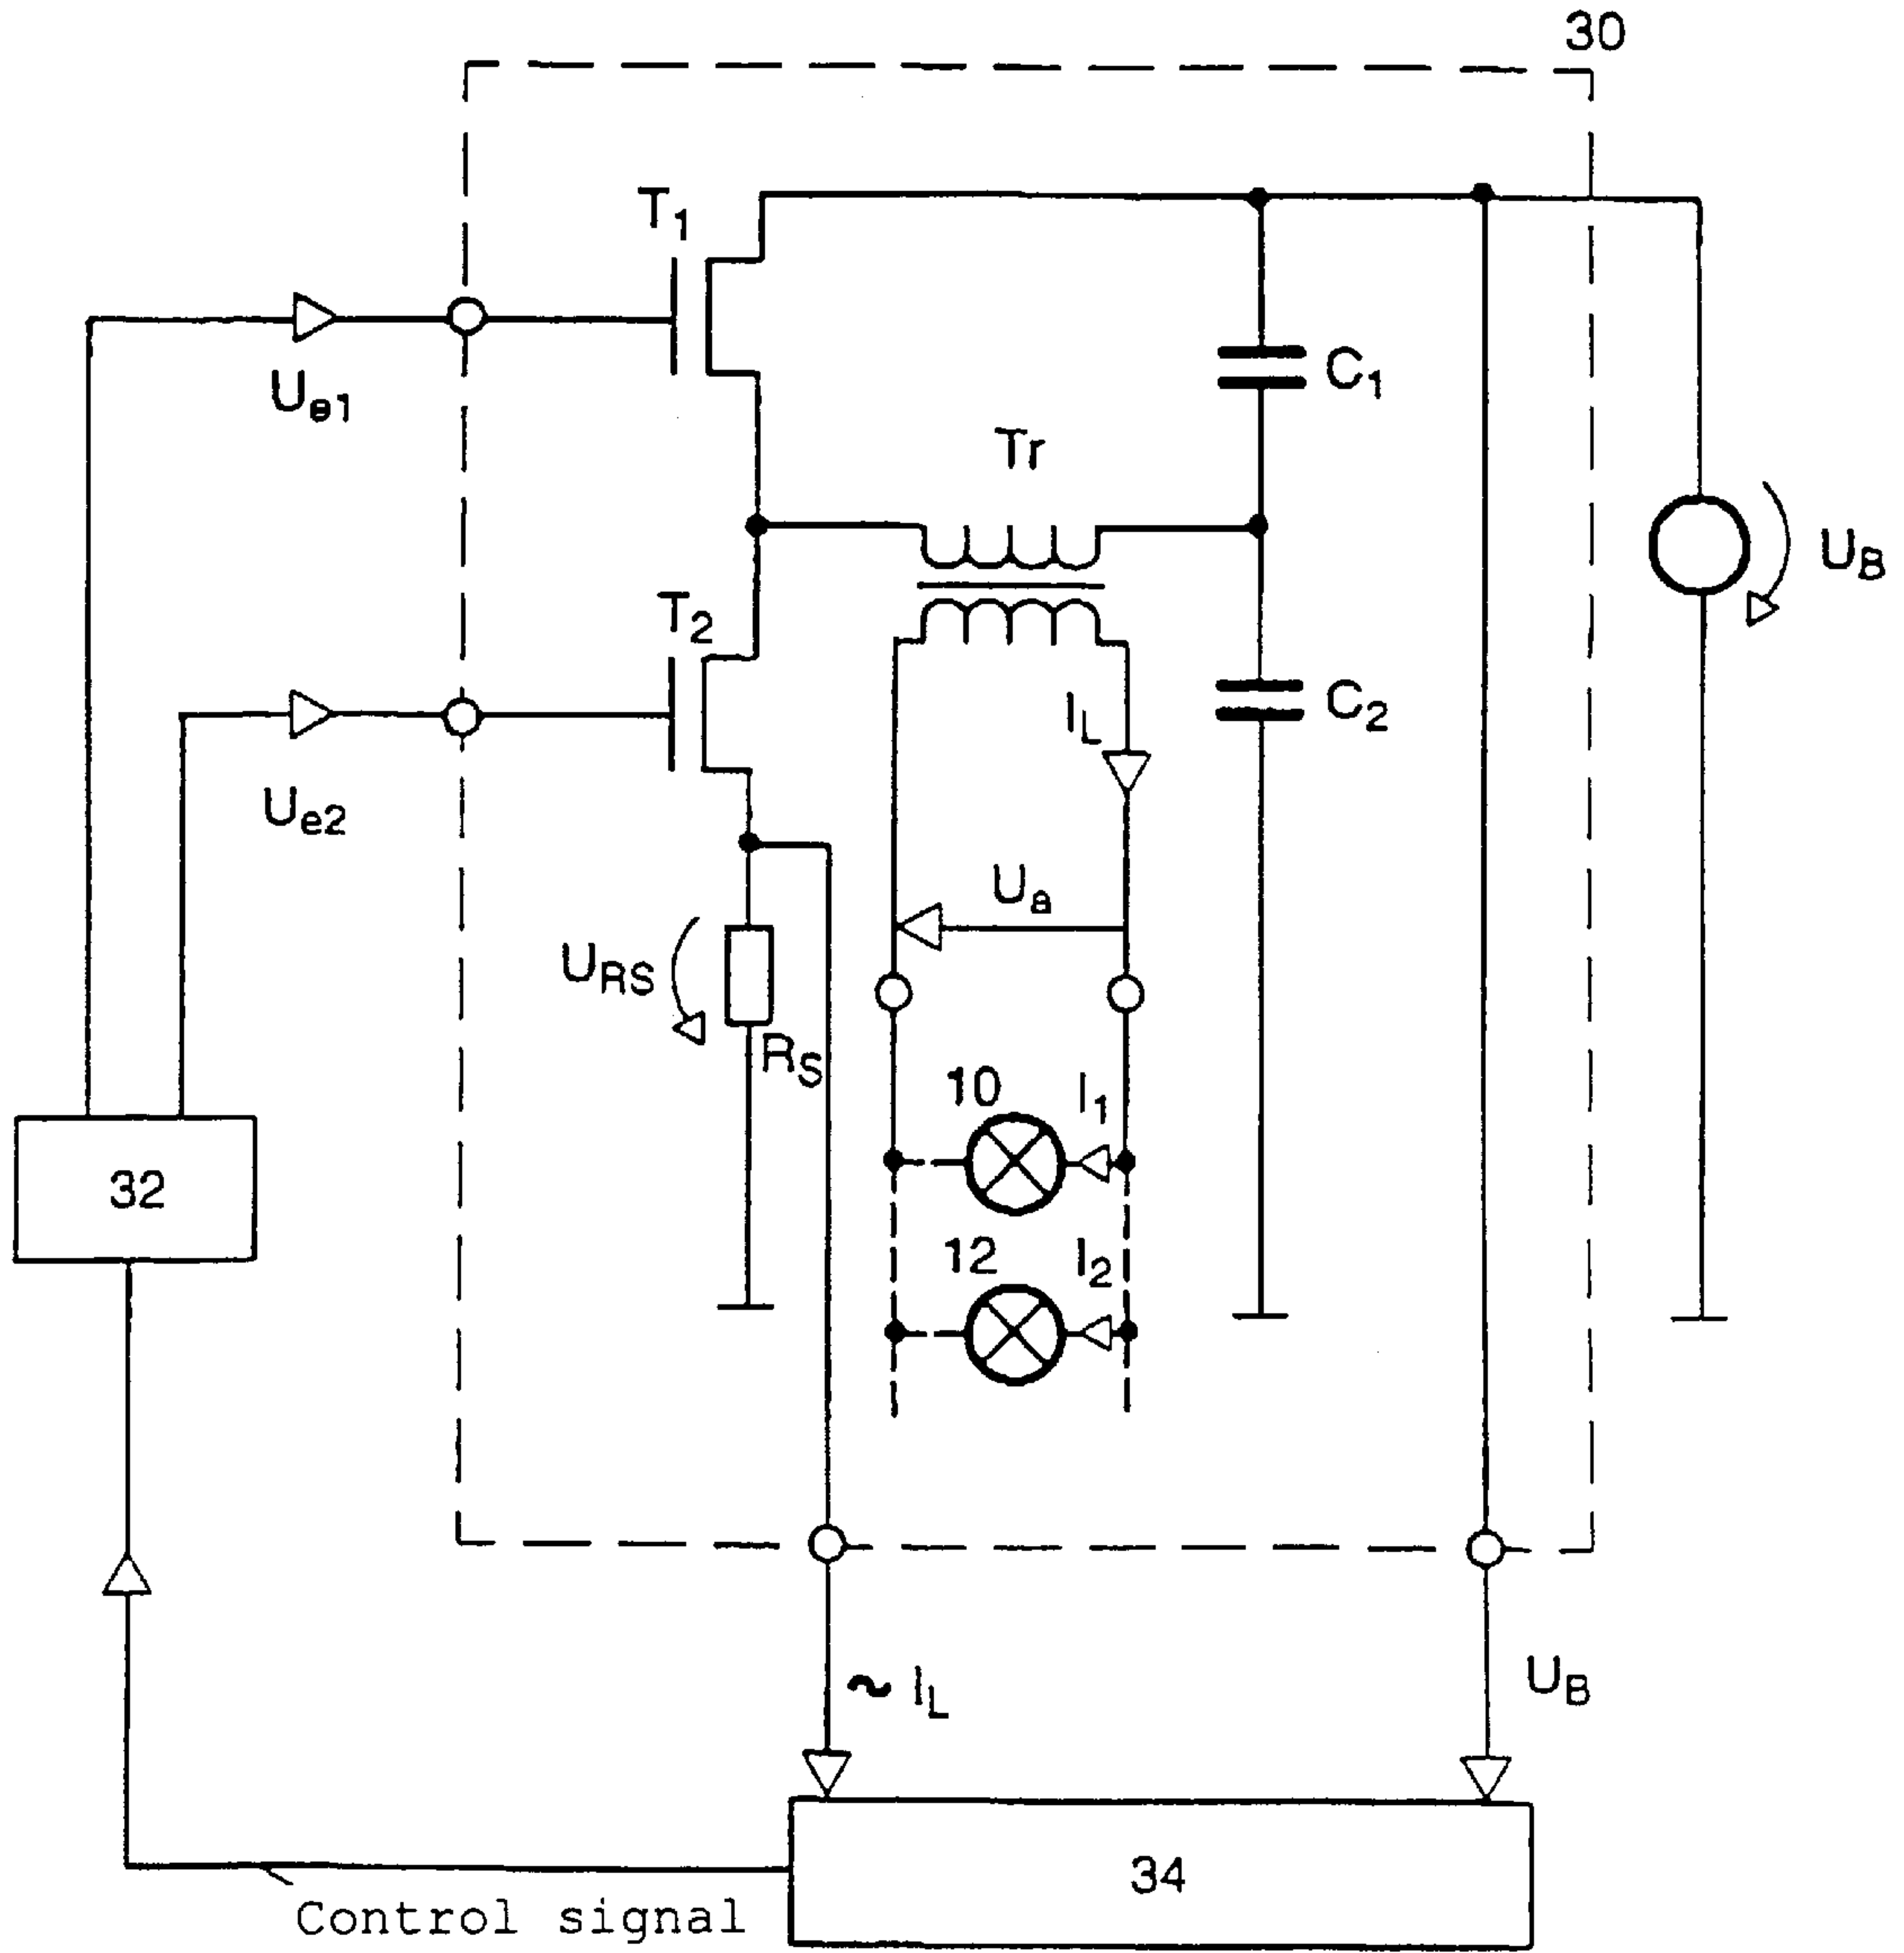 30
T1
Ue1
C1
Tr
UB
T2
C2
IL
Ue2
Ua
URS
RS
10
I1
32
12
I2
~ IL
UB
34
Control signal